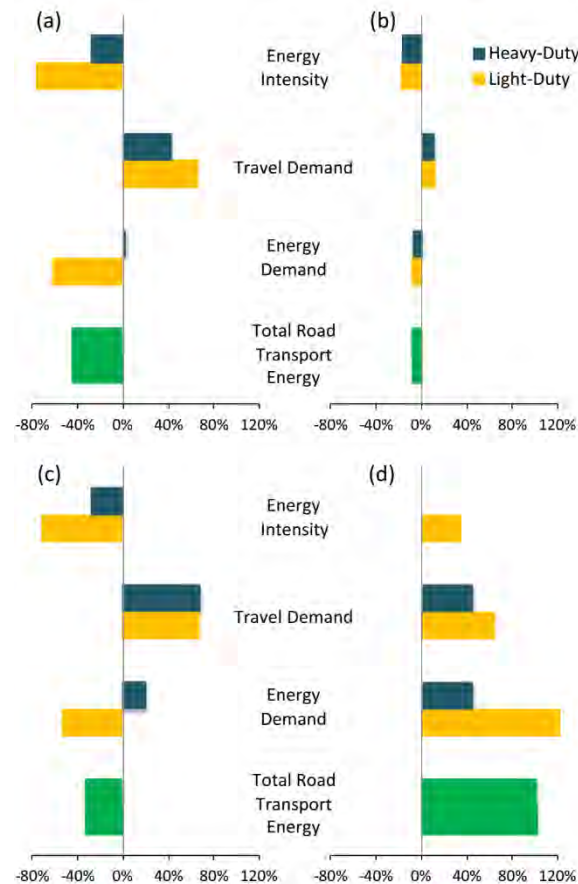 (a)
(b)
Energy
Intensity
Heavy-Duty
Light-Duty
Travel Demand
Energy
Demand
Total Road
Transport
Energy
-80% -40% 0% 40% 80% 120%
-80% -40% 0% 40% 80% 120%
(c)
(d)
Energy
Intensity
Travel Demand
Energy
Demand
Total Road
Transport
Energy
-80% -40% 0% 40% 80% 120%
-80% -40% 0% 40% 80% 120%